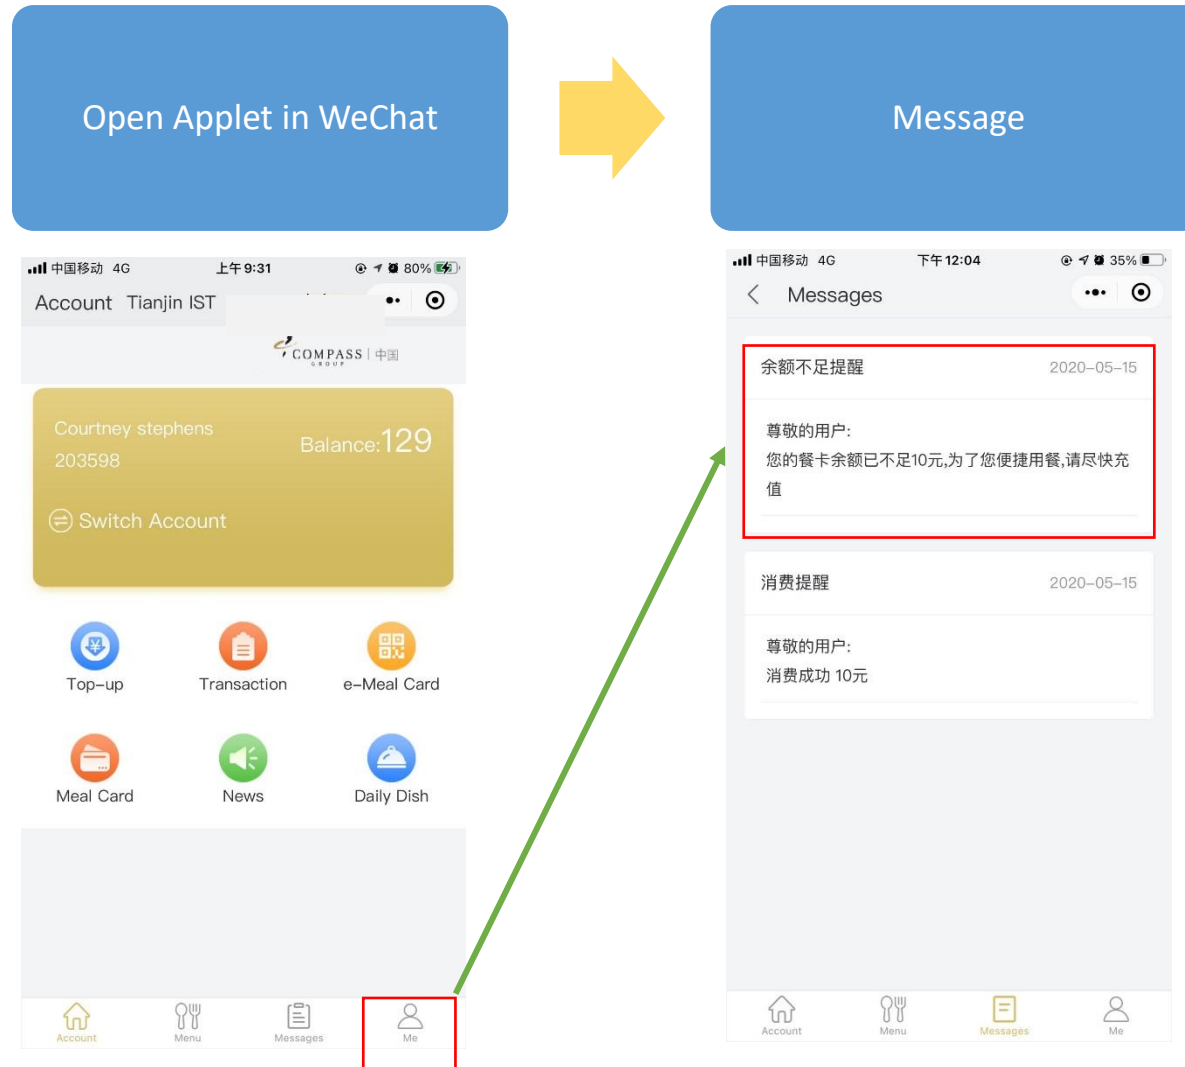 Open Applet in WeChat
Message
中国移动 4G 上午9:31 80%
Account Tianjin IST
COMPASS 中国
GROUP
Courtney stephens
203598
Balance:129
Switch Account
Top-up Transaction e-Meal Card
Meal Card News Daily Dish
Account Menu Messages Me
中国移动 4G 下午12:04 35%
Messages
余额不足提醒 2020-05-15
尊敬的用户:
您的餐卡余额已不足10元,为了您便捷用餐,请尽快充
值
消费提醒 2020-05-15
尊敬的用户:
消费成功 10元
Account Menu Messages Me